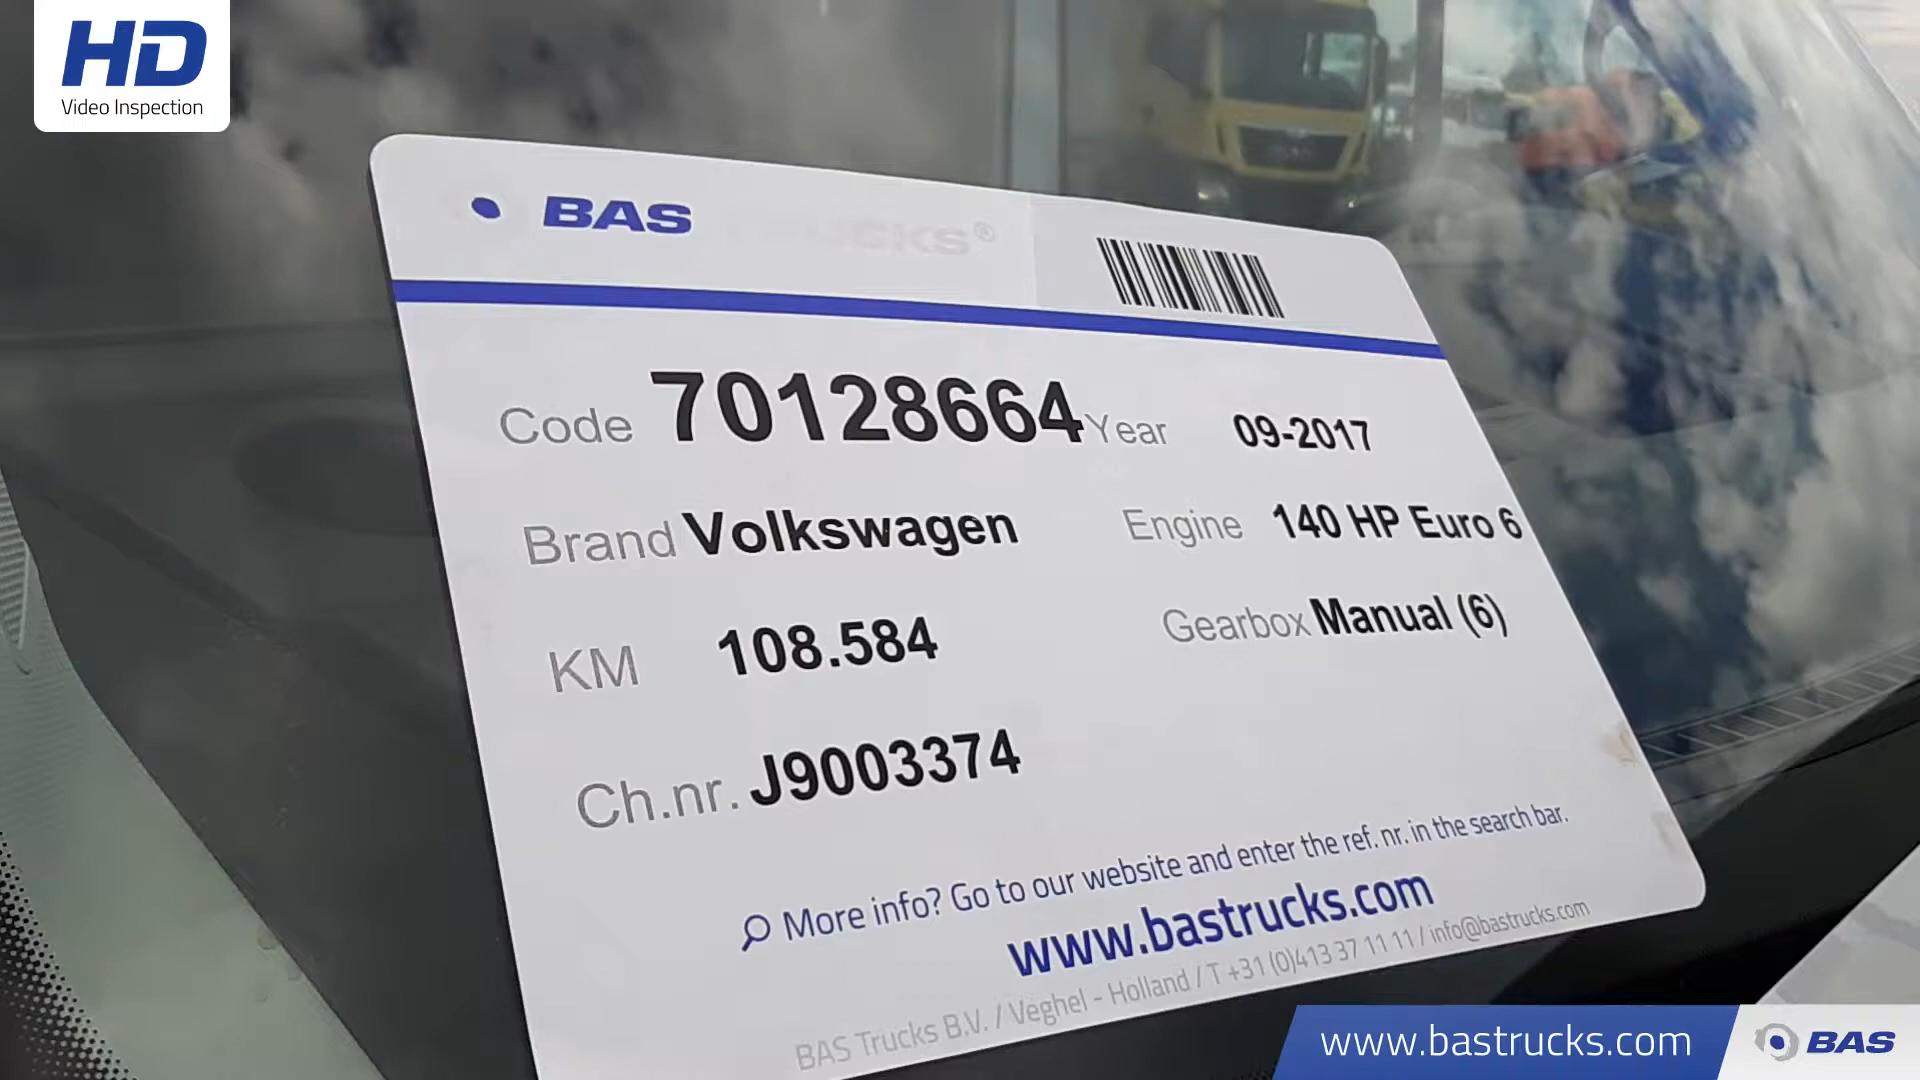 HD
Video Inspection
BAS TRUCKS®
Code 70128664 Year 09-2017
Brand Volkswagen Engine 140 HP Euro 6
KM 108.584 Gearbox Manual (6)
Ch.nr. J9003374
More info? Go to our website and enter the ref. nr. in the search bar.
www.bastrucks.com
BAS Trucks B.V. / Veghel - Holland / T +31 (0)413 37 11 11 / info@bastrucks.com
www.bastrucks.com BAS